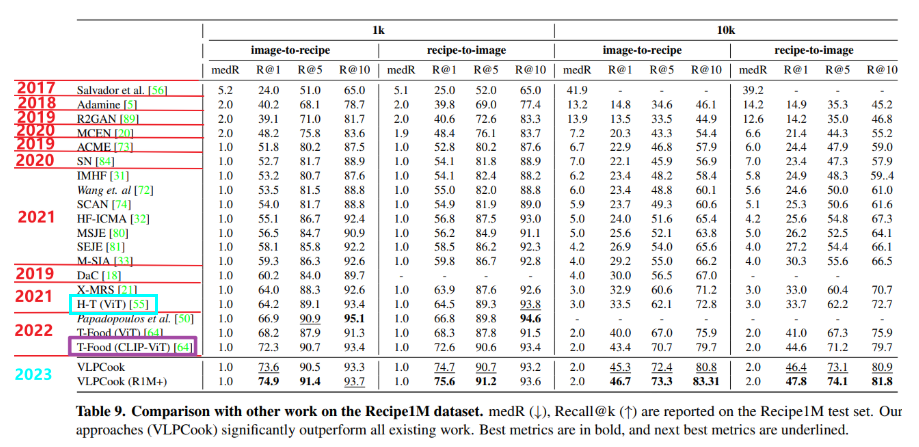 1k 10k
image-to-recipe recipe-to-image image-to-recipe recipe-to-image
medR R@1 R@5 R@10 medR R@1 R@5 R@10 medR R@1 R@5 R@10 medR R@1 R@5 R@10
2017 Salvador et al. [56] 5.2 24.0 51.0 65.0 5.1 25.0 52.0 65.0 41.9 - - - 39.2 - - -
2018 Adamine [5] 2.0 40.2 68.1 78.7 2.0 39.8 69.0 77.4 13.2 14.8 34.6 46.1 14.2 14.9 35.3 45.2
2019 R2GAN [89] 2.0 39.1 71.0 81.7 2.0 40.6 72.6 83.3 13.9 13.5 33.5 44.9 12.6 14.2 35.0 46.8
2020 MCEN [20] 2.0 48.2 75.8 83.6 1.9 48.4 76.1 83.7 7.2 20.3 43.3 54.4 6.6 21.4 44.3 55.2
2019 ACME [73] 1.0 51.8 80.2 87.5 1.0 52.8 80.2 87.6 6.7 22.9 46.8 57.9 6.0 24.4 47.9 59.0
2020 SN [84] 1.0 52.7 81.7 88.9 1.0 54.1 81.8 88.9 7.0 22.1 45.9 56.9 7.0 23.4 47.3 57.9
IMHF [31] 1.0 53.2 80.7 87.6 1.0 54.1 82.4 88.2 6.2 23.4 48.2 58.4 5.8 24.9 48.3 59..4
Wang et. al [72] 1.0 53.5 81.5 88.8 1.0 55.0 82.0 88.8 6.0 23.4 48.8 60.1 5.6 24.6 50.0 61.0
SCAN [74] 1.0 54.0 81.7 88.8 1.0 54.9 81.9 89.0 5.9 23.7 49.3 60.6 5.1 25.3 50.6 61.6
2021 HF-ICMA [32] 1.0 55.1 86.7 92.4 1.0 56.8 87.5 93.0 5.0 24.0 51.6 65.4 4.2 25.6 54.8 67.3
MSJE [80] 1.0 56.5 84.7 90.9 1.0 56.2 84.9 91.1 5.0 25.6 52.1 63.8 5.0 26.2 52.5 64.1
SEJE [81] 1.0 58.1 85.8 92.2 1.0 58.5 86.2 92.3 4.2 26.9 54.0 65.6 4.0 27.2 54.4 66.1
M-SIA [33] 1.0 59.3 86.3 92.6 1.0 59.8 86.7 92.8 4.0 29.2 55.0 66.2 4.0 30.3 55.6 66.5
2019 DaC [18] 1.0 60.2 84.0 89.7 - - - - 4.0 30.0 56.5 67.0 - - - -
2021 X-MRS [21] 1.0 64.0 88.3 92.6 1.0 63.9 87.6 92.6 3.0 32.9 60.6 71.2 3.0 33.0 60.4 70.7
H-T (ViT) [55] 1.0 64.2 89.1 93.4 1.0 64.5 89.3 93.8 3.0 33.5 62.1 72.8 3.0 33.7 62.2 72.7
2022 Papadopoulos et al. [50] 1.0 66.9 90.9 95.1 1.0 66.8 89.8 94.6 - - - - - - - -
T-Food (ViT) [64] 1.0 68.2 87.9 91.3 1.0 68.3 87.8 91.5 2.0 40.0 67.0 75.9 2.0 41.0 67.3 75.9
T-Food (CLIP-ViT) [64] 1.0 72.3 90.7 93.4 1.0 72.6 90.6 93.4 2.0 43.4 70.7 79.7 2.0 44.6 71.2 79.7
2023 VLPCook 1.0 73.6 90.5 93.3 1.0 74.7 90.7 93.2 2.0 45.3 72.4 80.8 2.0 46.4 73.1 80.9
VLPCook (R1M+) 1.0 74.9 91.4 93.7 1.0 75.6 91.2 93.6 2.0 46.7 73.3 83.31 2.0 47.8 74.1 81.8
Table 9. Comparison with other work on the Recipe1M dataset. medR (↓), Recall@k (↑) are reported on the Recipe1M test set. Our
approaches (VLPCook) significantly outperform all existing work. Best metrics are in bold, and next best metrics are underlined.